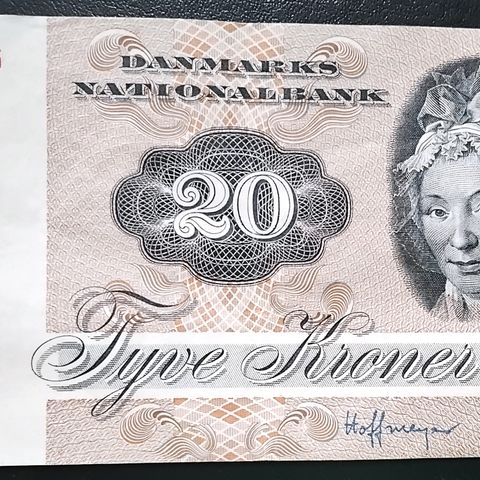 DANMARKS
NATIONALBANK
20
Tyve Kroner
Hoffmeyer